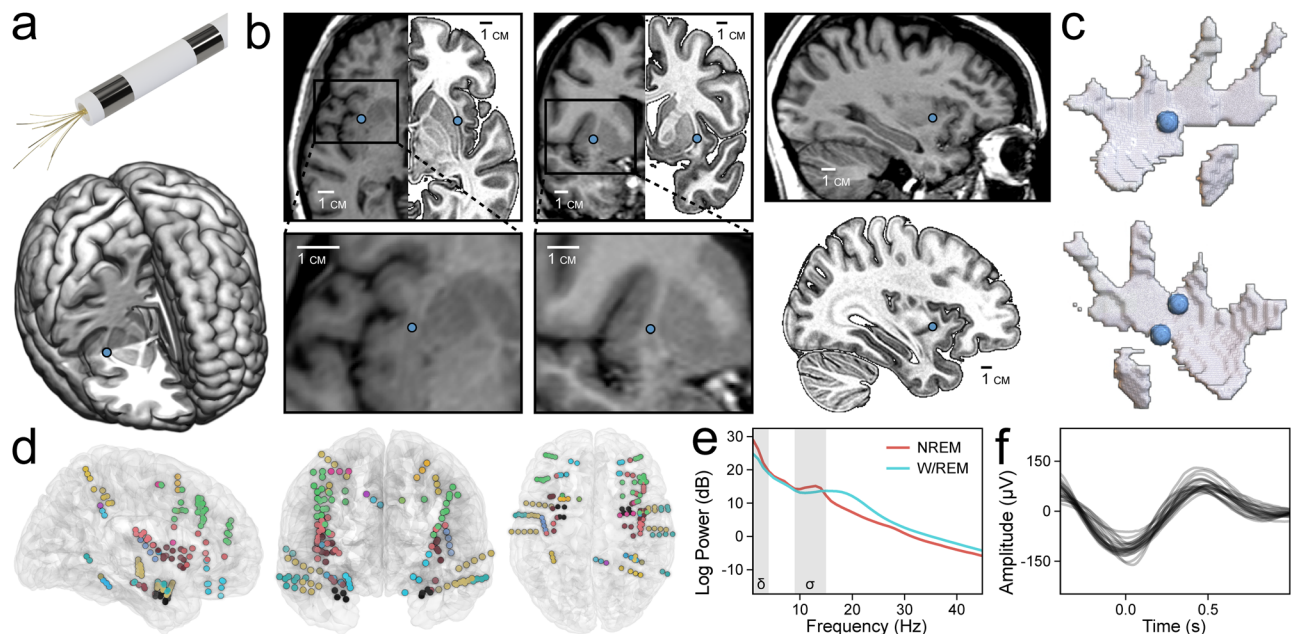 a
b
1 CM
1 CM
1 CM
1 CM
1 CM
1 CM
1 CM
1 CM
c
d
e
30
20
10
0
-10
Log Power (dB)
NREM
W/REM
δ
σ
10
20
30
40
Frequency (Hz)
f
150
0
-150
Amplitude (µV)
0.0
0.5
Time (s)